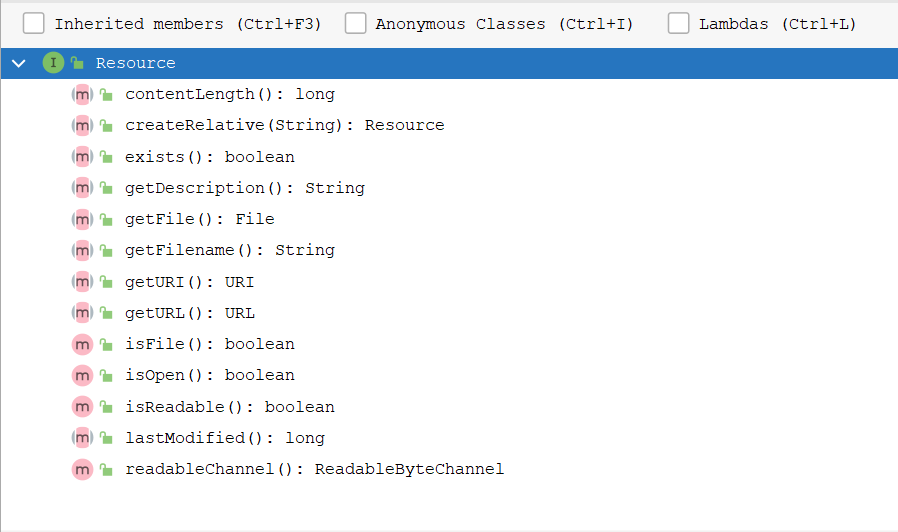 Inherited members (Ctrl+F3) Anonymous Classes (Ctrl+I) Lambdas (Ctrl+L)
I Resource
m contentLength(): long
m createRelative(String): Resource
m exists(): boolean
m getDescription(): String
m getFile(): File
m getFilename(): String
m getURI(): URI
m getURL(): URL
m isFile(): boolean
m isOpen(): boolean
m isReadable(): boolean
m lastModified(): long
m readableChannel(): ReadableByteChannel